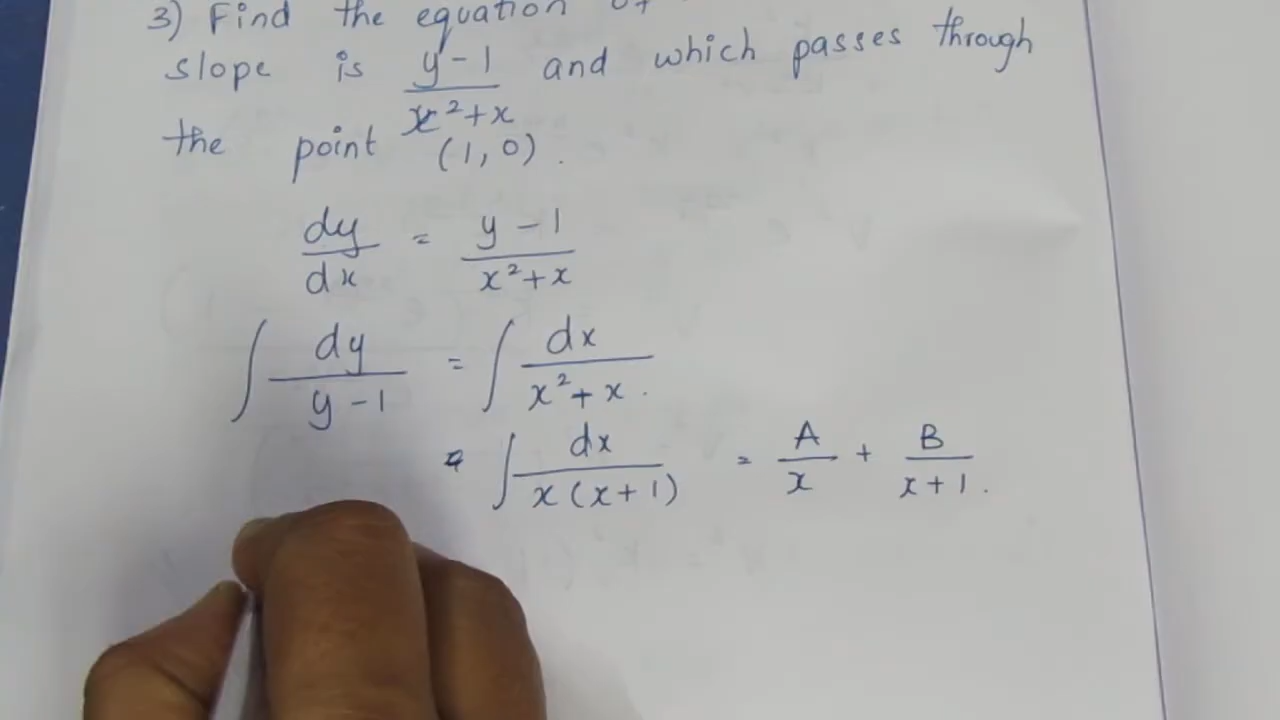 3) Find the equation of
slope is (y-1)/(x²+x) and which passes through
the point (1, 0).
dy/dx = (y-1)/(x²+x)
∫ dy/(y-1) = ∫ dx/(x²+x).
∫ dx/(x(x+1)) = A/x + B/(x+1).